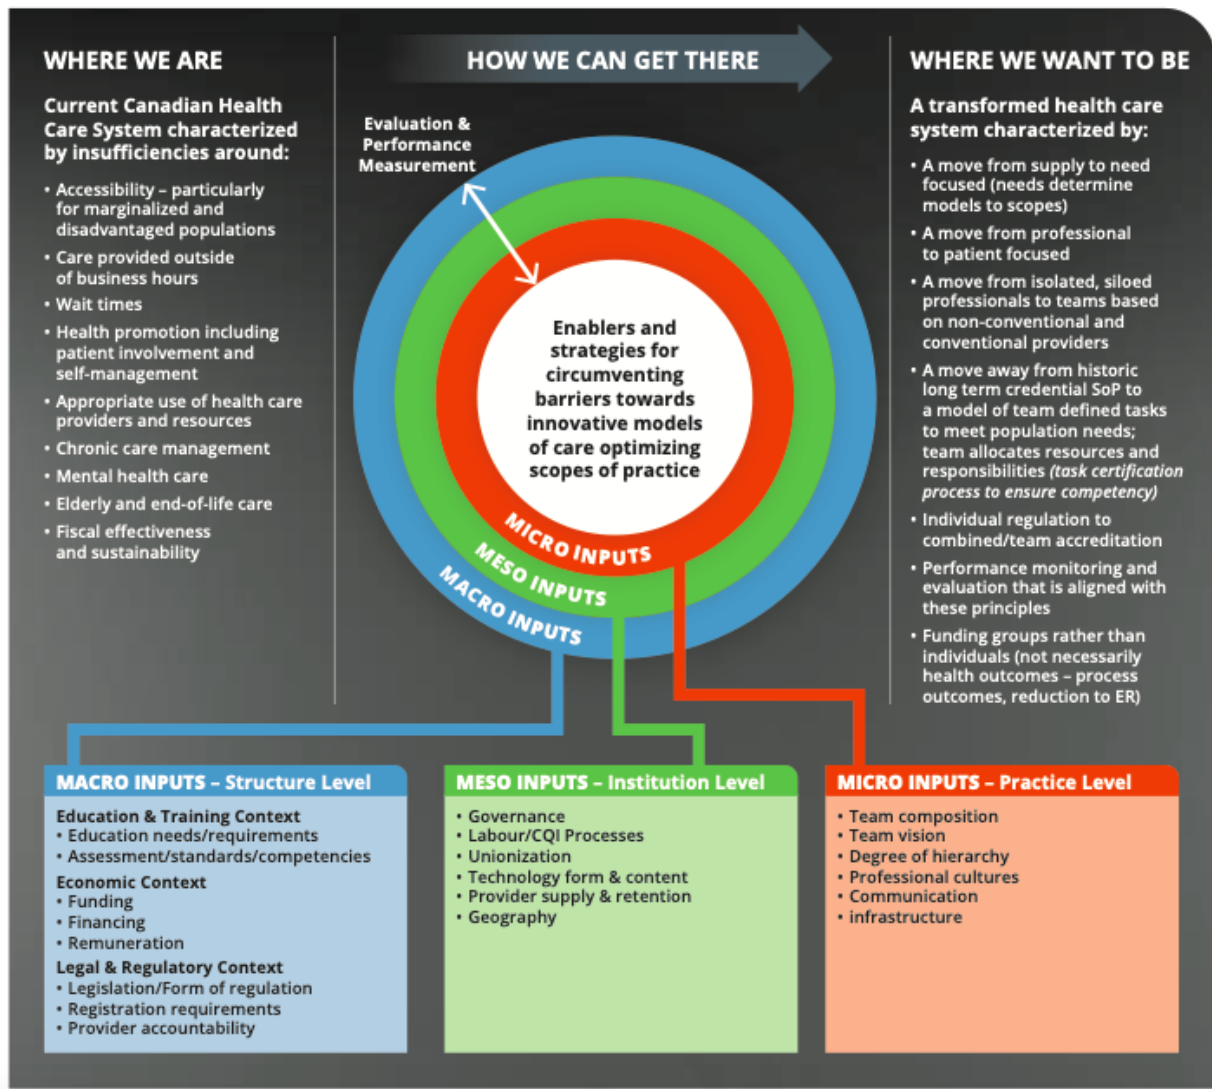 WHERE WE ARE
Current Canadian Health
Care System characterized
by insufficiencies around:
• Accessibility – particularly
for marginalized and
disadvantaged populations
• Care provided outside
of business hours
• Wait times
• Health promotion including
patient involvement and
self-management
• Appropriate use of health care
providers and resources
• Chronic care management
• Mental health care
• Elderly and end-of-life care
• Fiscal effectiveness
and sustainability
HOW WE CAN GET THERE
Evaluation &
Performance
Measurement
Enablers and
strategies for
circumventing
barriers towards
innovative models
of care optimizing
scopes of practice
MICRO INPUTS
MESO INPUTS
MACRO INPUTS
WHERE WE WANT TO BE
A transformed health care
system characterized by:
• A move from supply to need
focused (needs determine
models to scopes)
• A move from professional
to patient focused
• A move from isolated, siloed
professionals to teams based
on non-conventional and
conventional providers
• A move away from historic
long term credential SoP to
a model of team defined tasks
to meet population needs;
team allocates resources and
responsibilities (task certification
process to ensure competency)
• Individual regulation to
combined/team accreditation
• Performance monitoring and
evaluation that is aligned with
these principles
• Funding groups rather than
individuals (not necessarily
health outcomes – process
outcomes, reduction to ER)
MACRO INPUTS – Structure Level
Education & Training Context
• Education needs/requirements
• Assessment/standards/competencies
Economic Context
• Funding
• Financing
• Remuneration
Legal & Regulatory Context
• Legislation/Form of regulation
• Registration requirements
• Provider accountability
MESO INPUTS – Institution Level
• Governance
• Labour/CQI Processes
• Unionization
• Technology form & content
• Provider supply & retention
• Geography
MICRO INPUTS – Practice Level
• Team composition
• Team vision
• Degree of hierarchy
• Professional cultures
• Communication
• infrastructure